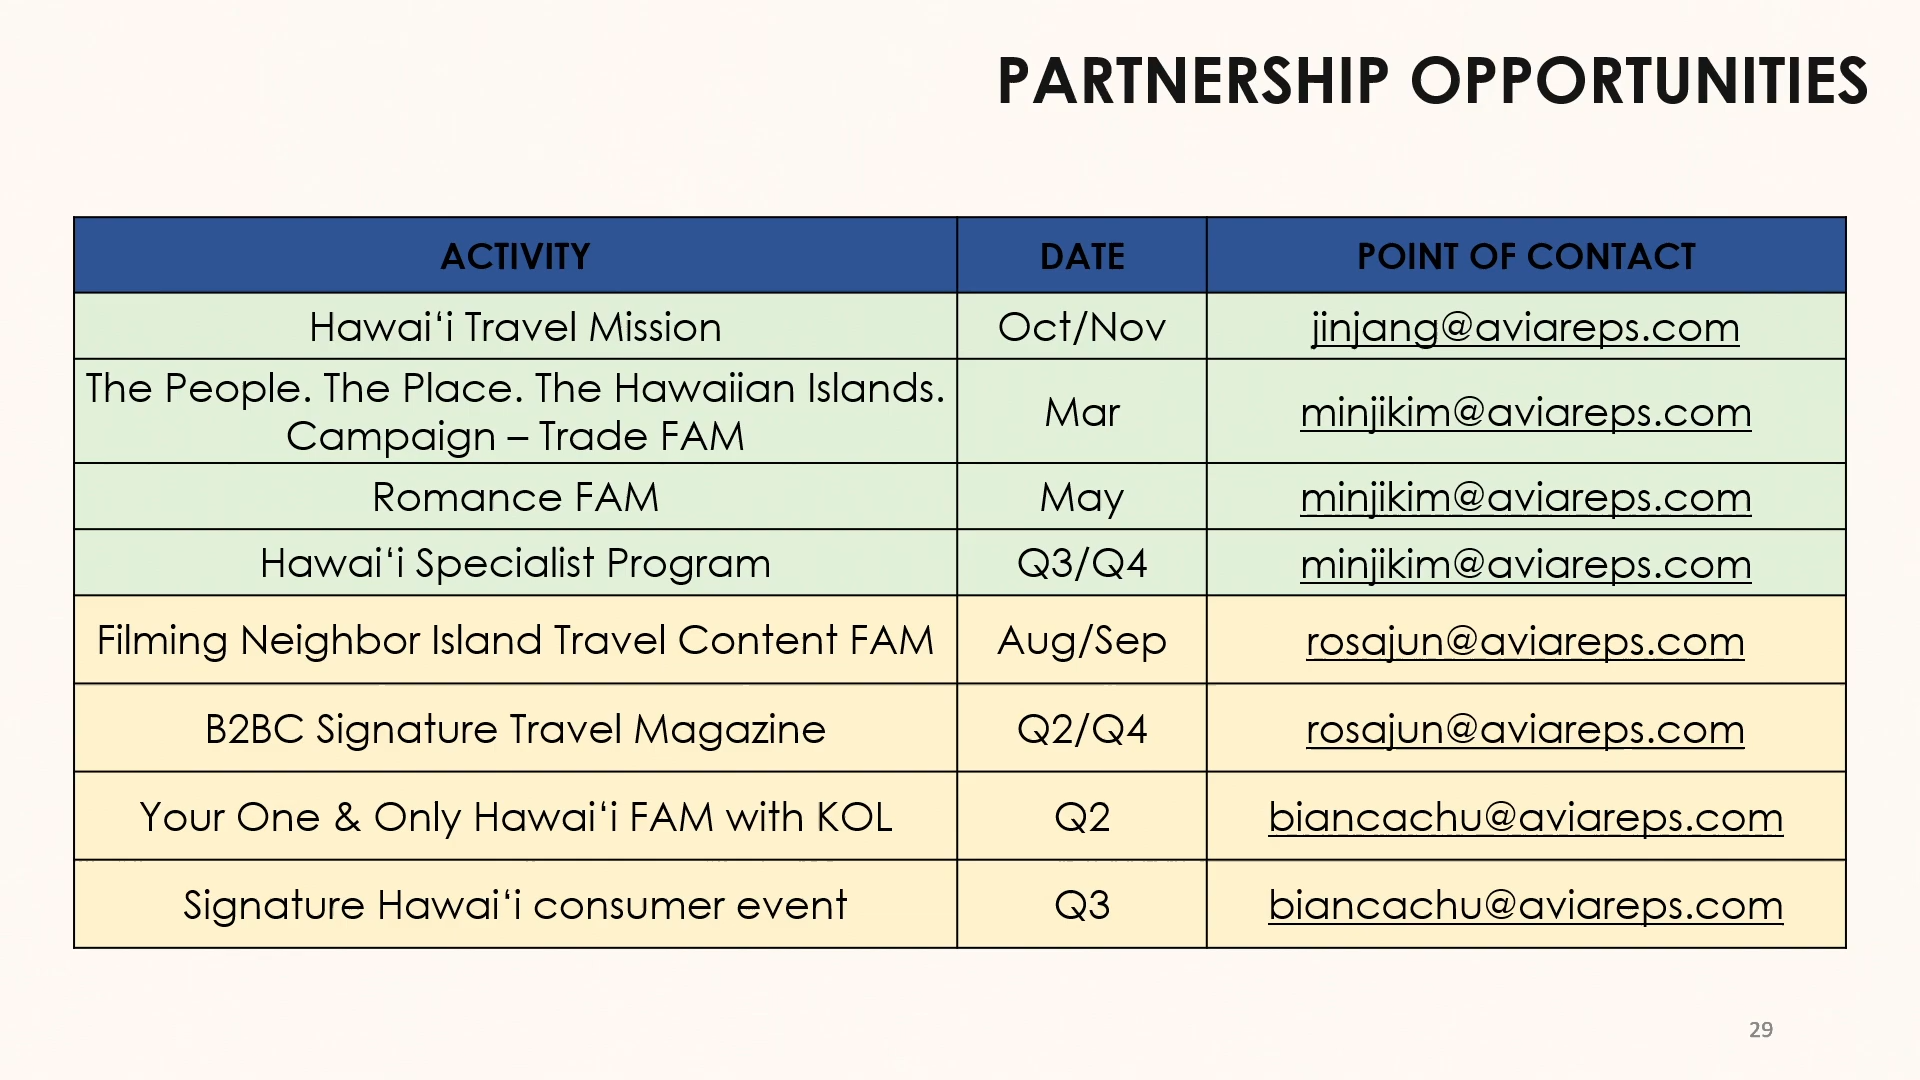 PARTNERSHIP OPPORTUNITIES
ACTIVITY DATE POINT OF CONTACT
Hawaiʻi Travel Mission Oct/Nov jinjang@aviareps.com
The People. The Place. The Hawaiian Islands.
Campaign – Trade FAM Mar minjikim@aviareps.com
Romance FAM May minjikim@aviareps.com
Hawaiʻi Specialist Program Q3/Q4 minjikim@aviareps.com
Filming Neighbor Island Travel Content FAM Aug/Sep rosajun@aviareps.com
B2BC Signature Travel Magazine Q2/Q4 rosajun@aviareps.com
Your One & Only Hawaiʻi FAM with KOL Q2 biancachu@aviareps.com
Signature Hawaiʻi consumer event Q3 biancachu@aviareps.com
29